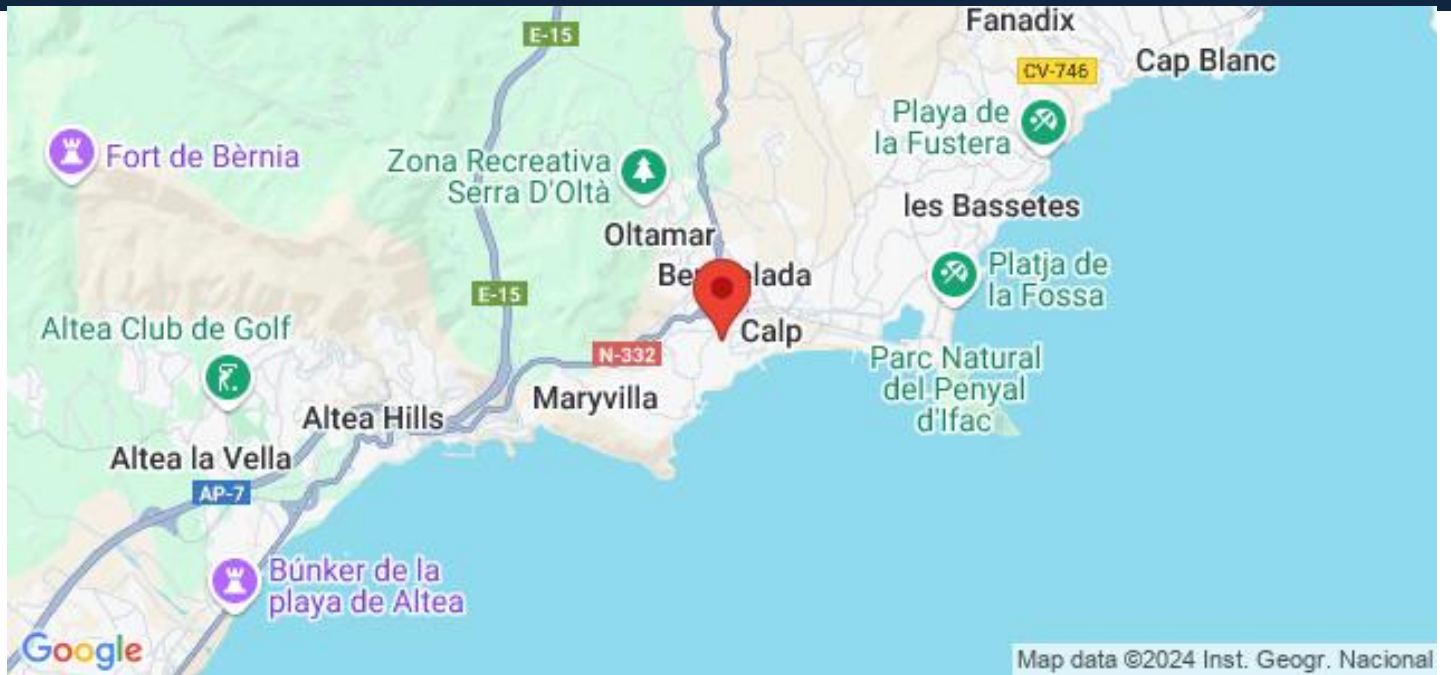 Fanadix
E-15
CV-746
Cap Blanc
Playa de
la Fustera
Fort de Bèrnia
Zona Recreativa
Serra D'Oltà
les Bassetes
Oltamar
Platja de
la Fossa
E-15
Altea Club de Golf
Calp
N-332
Parc Natural
del Penyal
d'Ifac
Maryvilla
Altea Hills
Altea la Vella
AP-7
Búnker de la
playa de Altea
Google
Map data ©2024 Inst. Geogr. Nacional